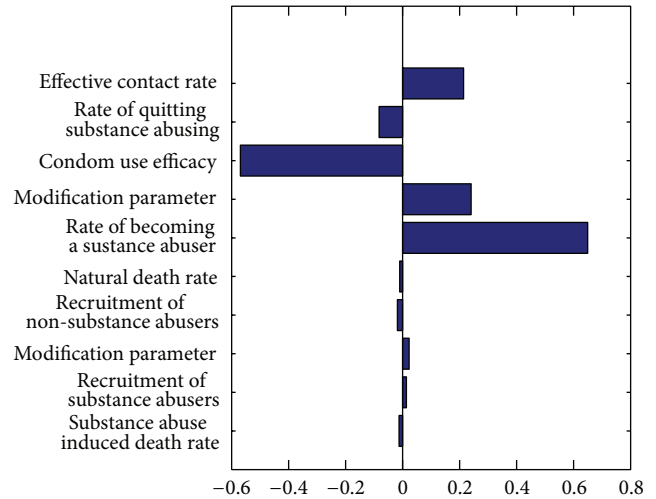 Effective contact rate
Rate of quitting
substance abusing
Condom use efficacy
Modification parameter
Rate of becoming
a sustance abuser
Natural death rate
Recruitment of
non-substance abusers
Modification parameter
Recruitment of
substance abusers
Substance abuse
induced death rate
−0.6 −0.4 −0.2 0 0.2 0.4 0.6 0.8